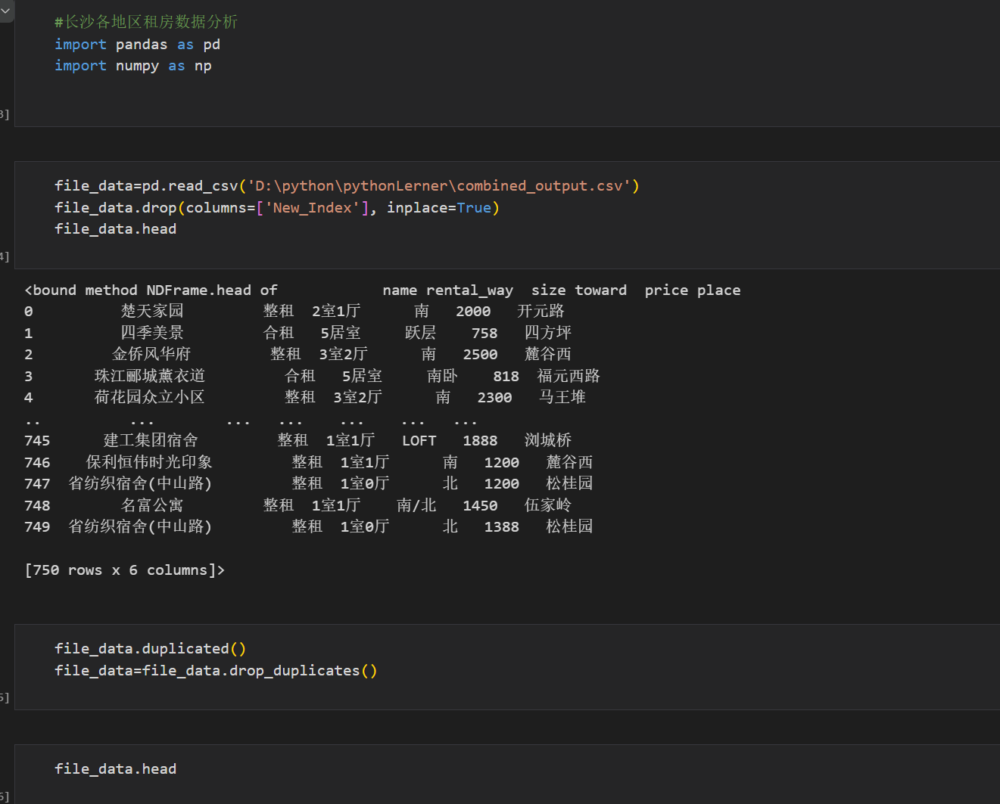 #长沙各地区租房数据分析
import pandas as pd
import numpy as np
3]
file_data=pd.read_csv('D:\python\pythonLerner\combined_output.csv')
file_data.drop(columns=['New_Index'], inplace=True)
file_data.head
4]
<bound method NDFrame.head of            name rental_way  size toward  price place
0          楚天家园         整租  2室1厅      南   2000   开元路
1          四季美景         合租   5居室     跃层    758   四方坪
2         金侨风华府         整租  3室2厅      南   2500   麓谷西
3       珠江郦城薰衣道         合租   5居室     南卧    818  福元西路
4       荷花园众立小区         整租  3室2厅      南   2300   马王堆
..          ...        ...   ...    ...    ...   ...
745      建工集团宿舍         整租  1室1厅   LOFT   1888   浏城桥
746    保利恒伟时光印象         整租  1室1厅      南   1200   麓谷西
747  省纺织宿舍(中山路)         整租  1室0厅      北   1200   松桂园
748        名富公寓         整租  1室1厅    南/北   1450   伍家岭
749  省纺织宿舍(中山路)         整租  1室0厅      北   1388   松桂园
[750 rows x 6 columns]>
file_data.duplicated()
file_data=file_data.drop_duplicates()
5]
file_data.head
6]